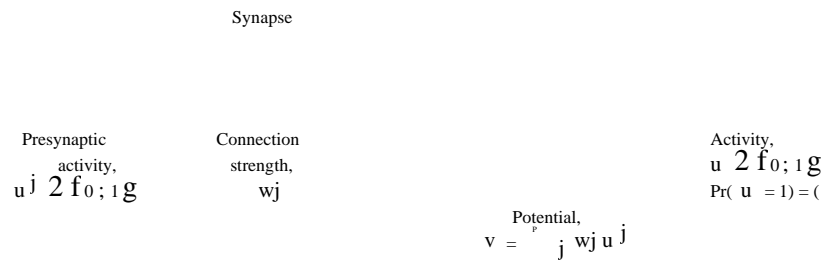 Synapse
Presynaptic
activity,
u j 2 f 0 ; 1 g
Connection
strength,
wj
Activity,
u 2 f 0 ; 1 g
Pr( u = 1) = (
Potential,
v = P j wj u j